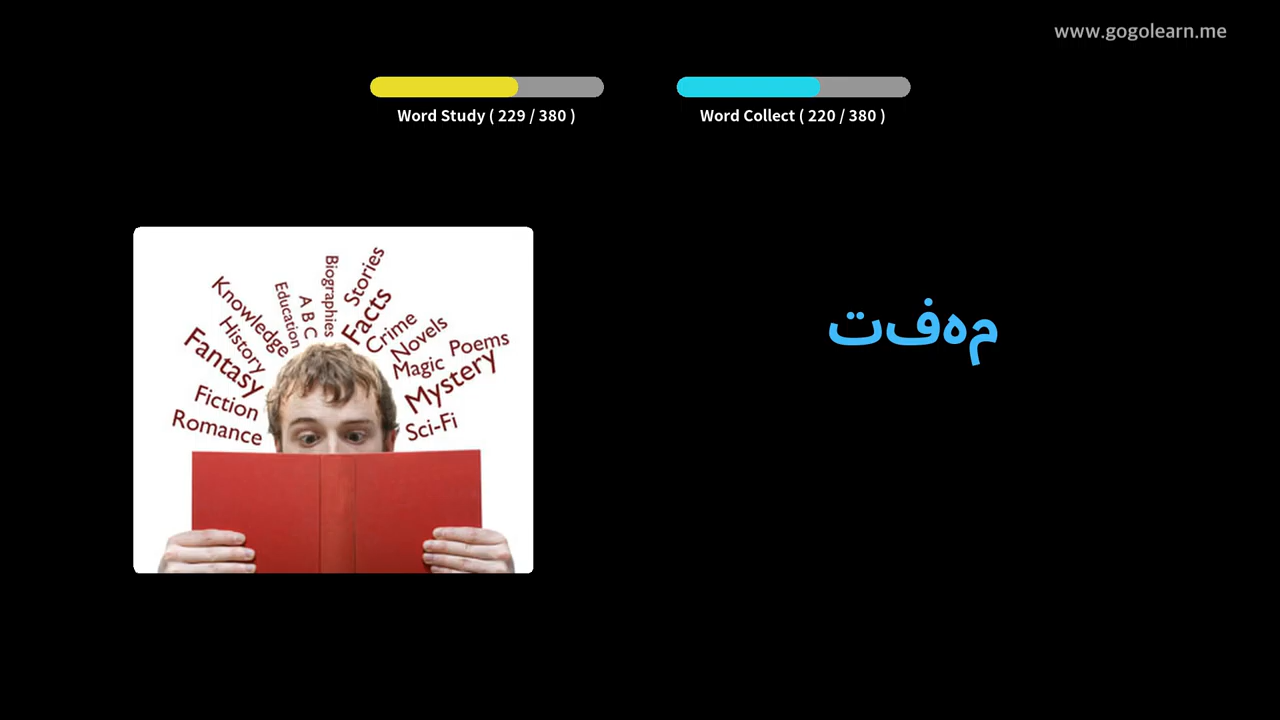 www.gogolearn.me
Word Study ( 229 / 380 )
Word Collect ( 220 / 380 )
Biographies
Stories
Education
A B C
Facts
Knowledge
Crime
History
Novels
Fantasy
Magic
Poems
Mystery
Fiction
Romance
Sci-Fi
مهفت